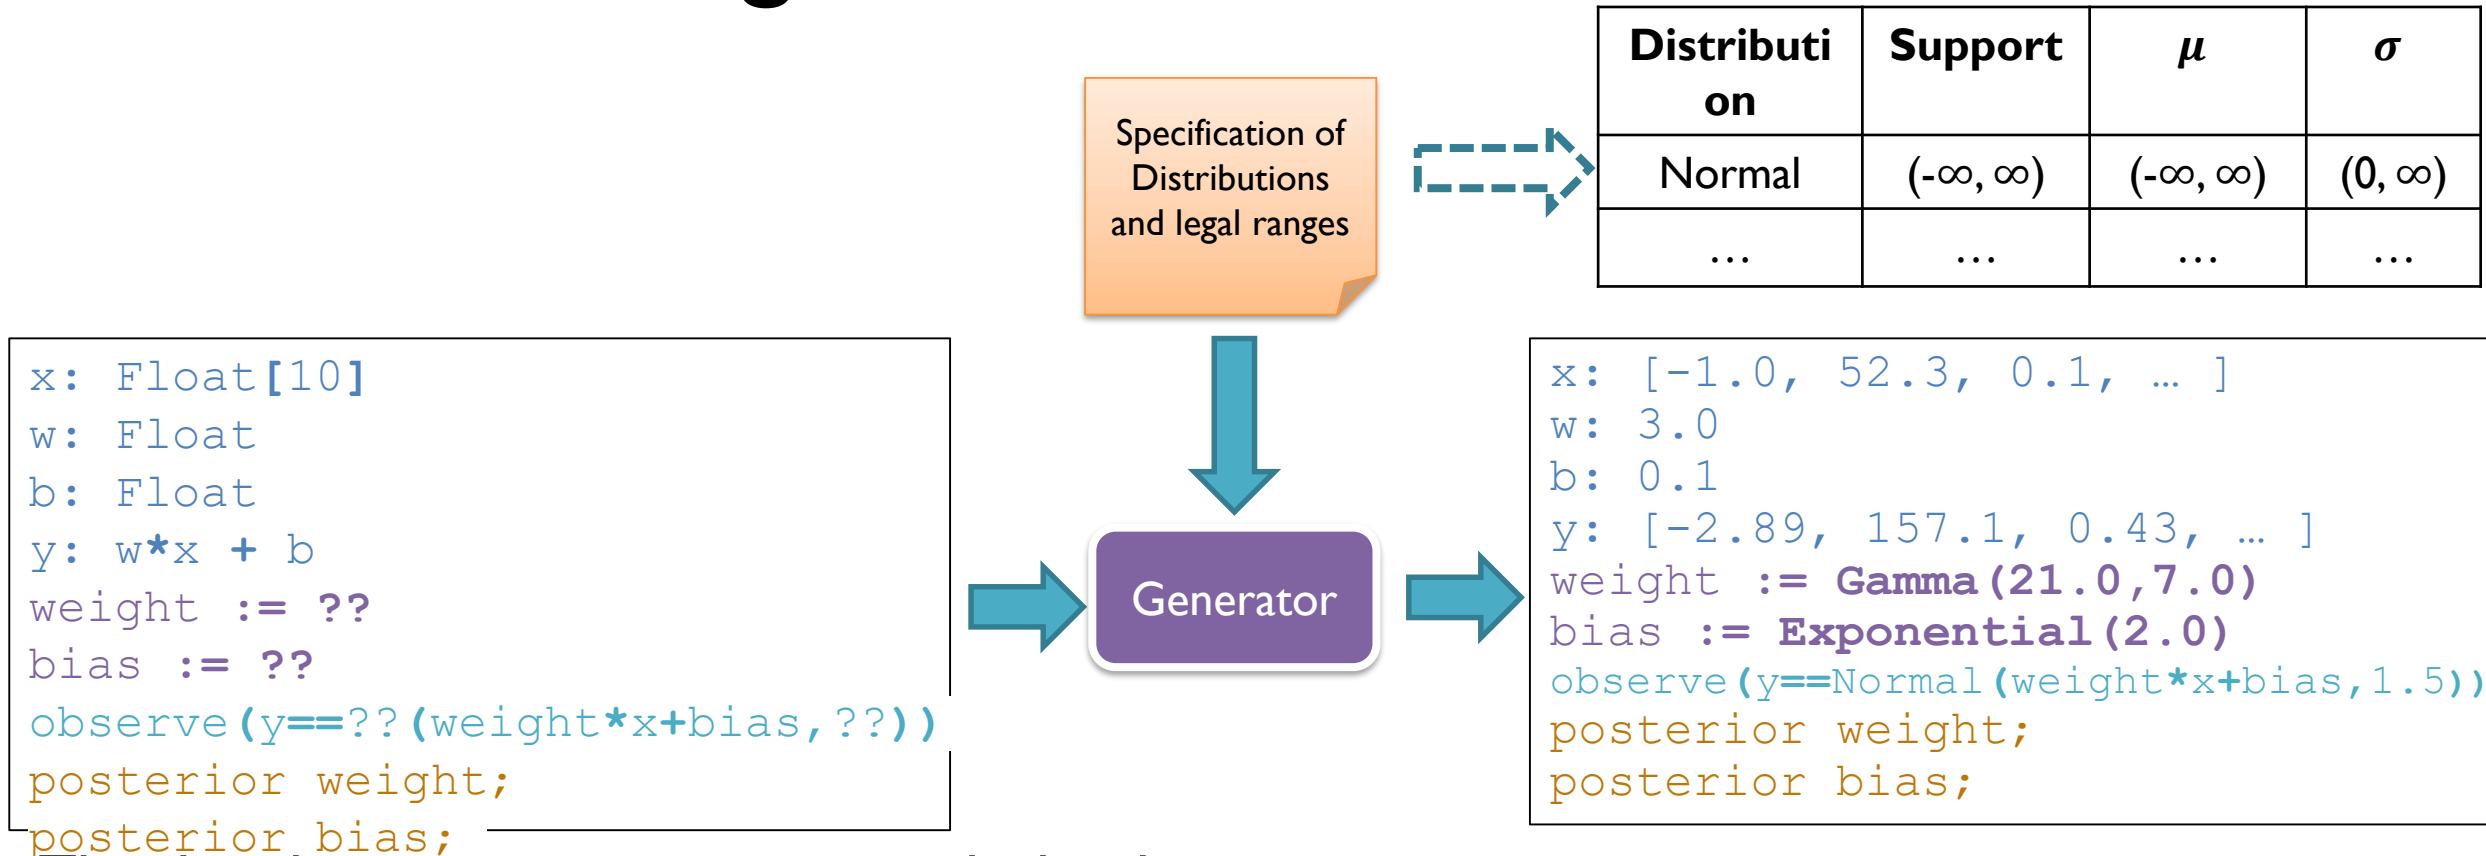 Specification of
Distributions
and legal ranges
Distributi
on
Support
μ
σ
Normal
(-∞, ∞)
(-∞, ∞)
(0, ∞)
…
…
…
…
x: Float[10]
w: Float
b: Float
y: w*x + b
weight := ??
bias := ??
observe(y==??(weight*x+bias,??))
posterior weight;
posterior bias;
Generator
x: [-1.0, 52.3, 0.1, … ]
w: 3.0
b: 0.1
y: [-2.89, 157.1, 0.43, … ]
weight := Gamma(21.0,7.0)
bias := Exponential(2.0)
observe(y==Normal(weight*x+bias,1.5))
posterior weight;
posterior bias;